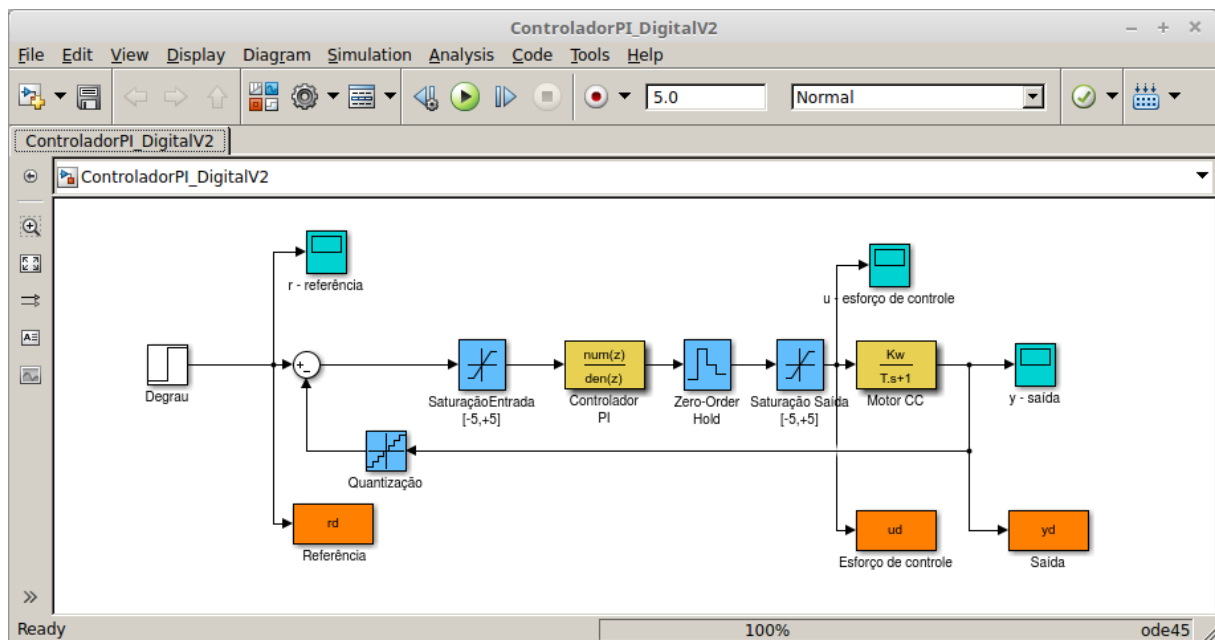 ControladorPI_DigitalV2
File Edit View Display Diagram Simulation Analysis Code Tools Help
5.0 Normal
ControladorPI_DigitalV2
ControladorPI_DigitalV2
r - referência
u - esforço de controle
Degrau
+
-
SaturaçãoEntrada
[-5,+5]
num(z)
den(z)
Controlador
PI
Zero-Order
Hold
Saturação Saída
[-5,+5]
Kw
T.s+1
Motor CC
y - saída
Quantização
rd
Referência
ud
Esforço de controle
yd
Saída
Ready 100% ode45